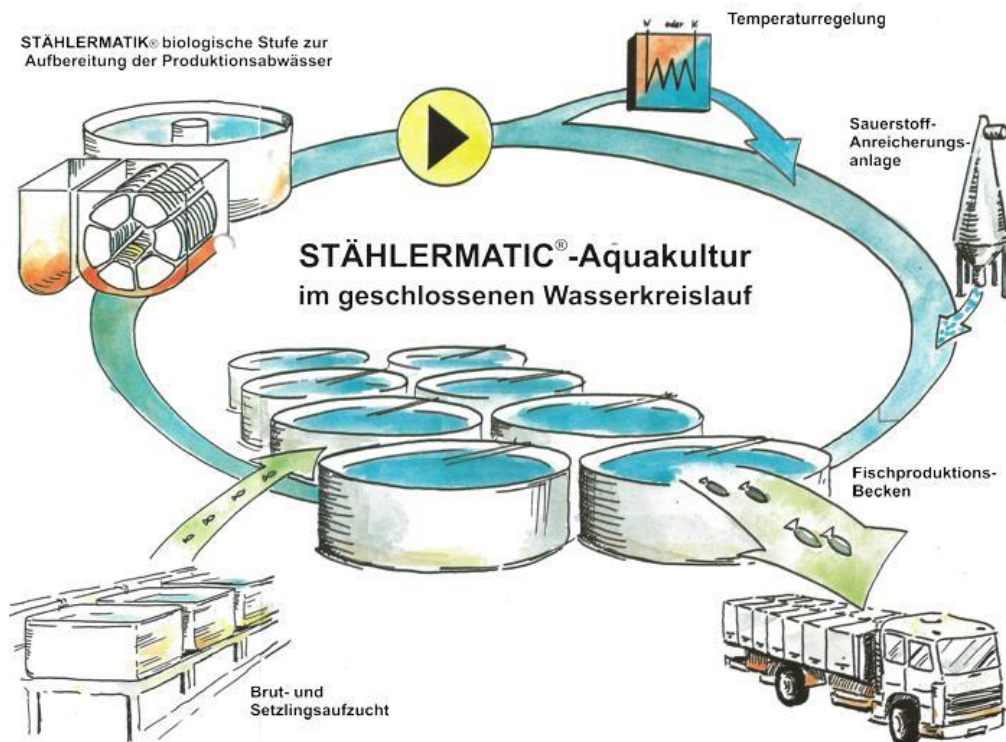 STÄHLERMATIK® biologische Stufe zur
Aufbereitung der Produktionsabwässer
Temperaturregelung
W oder K
Sauerstoff-
Anreicherungs-
anlage
STÄHLERMATIC®-Aquakultur
im geschlossenen Wasserkreislauf
Fischproduktions-
Becken
Brut- und
Setzlingsaufzucht